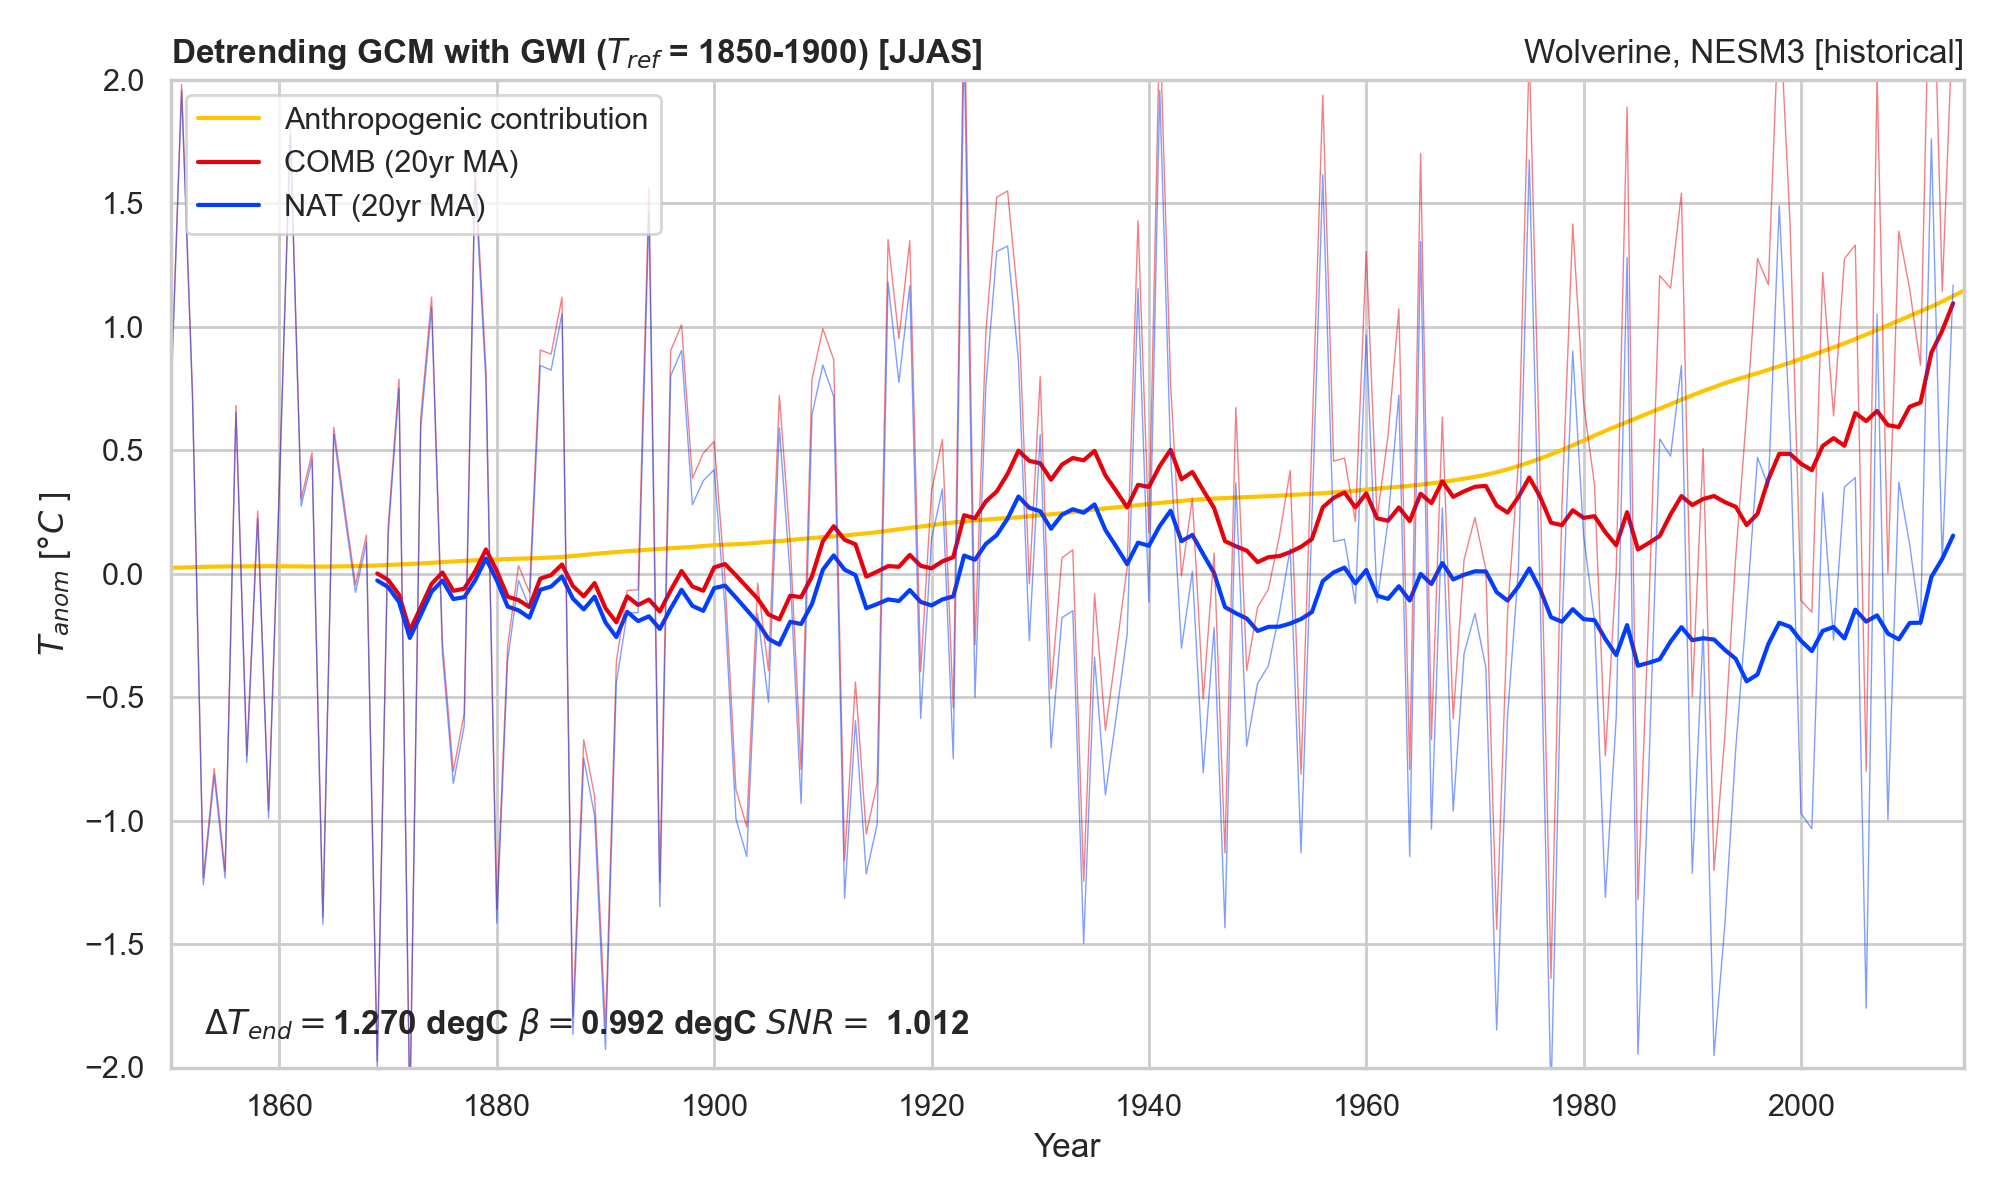 Detrending GCM with GWI (T_ref = 1850-1900) [JJAS]
Wolverine, NESM3 [historical]
2.0
1.5
1.0
0.5
0.0
−0.5
−1.0
−1.5
−2.0
T_anom [°C]
Anthropogenic contribution
COMB (20yr MA)
NAT (20yr MA)
ΔT_end = 1.270 degC β = 0.992 degC SNR = 1.012
1860 1880 1900 1920 1940 1960 1980 2000
Year